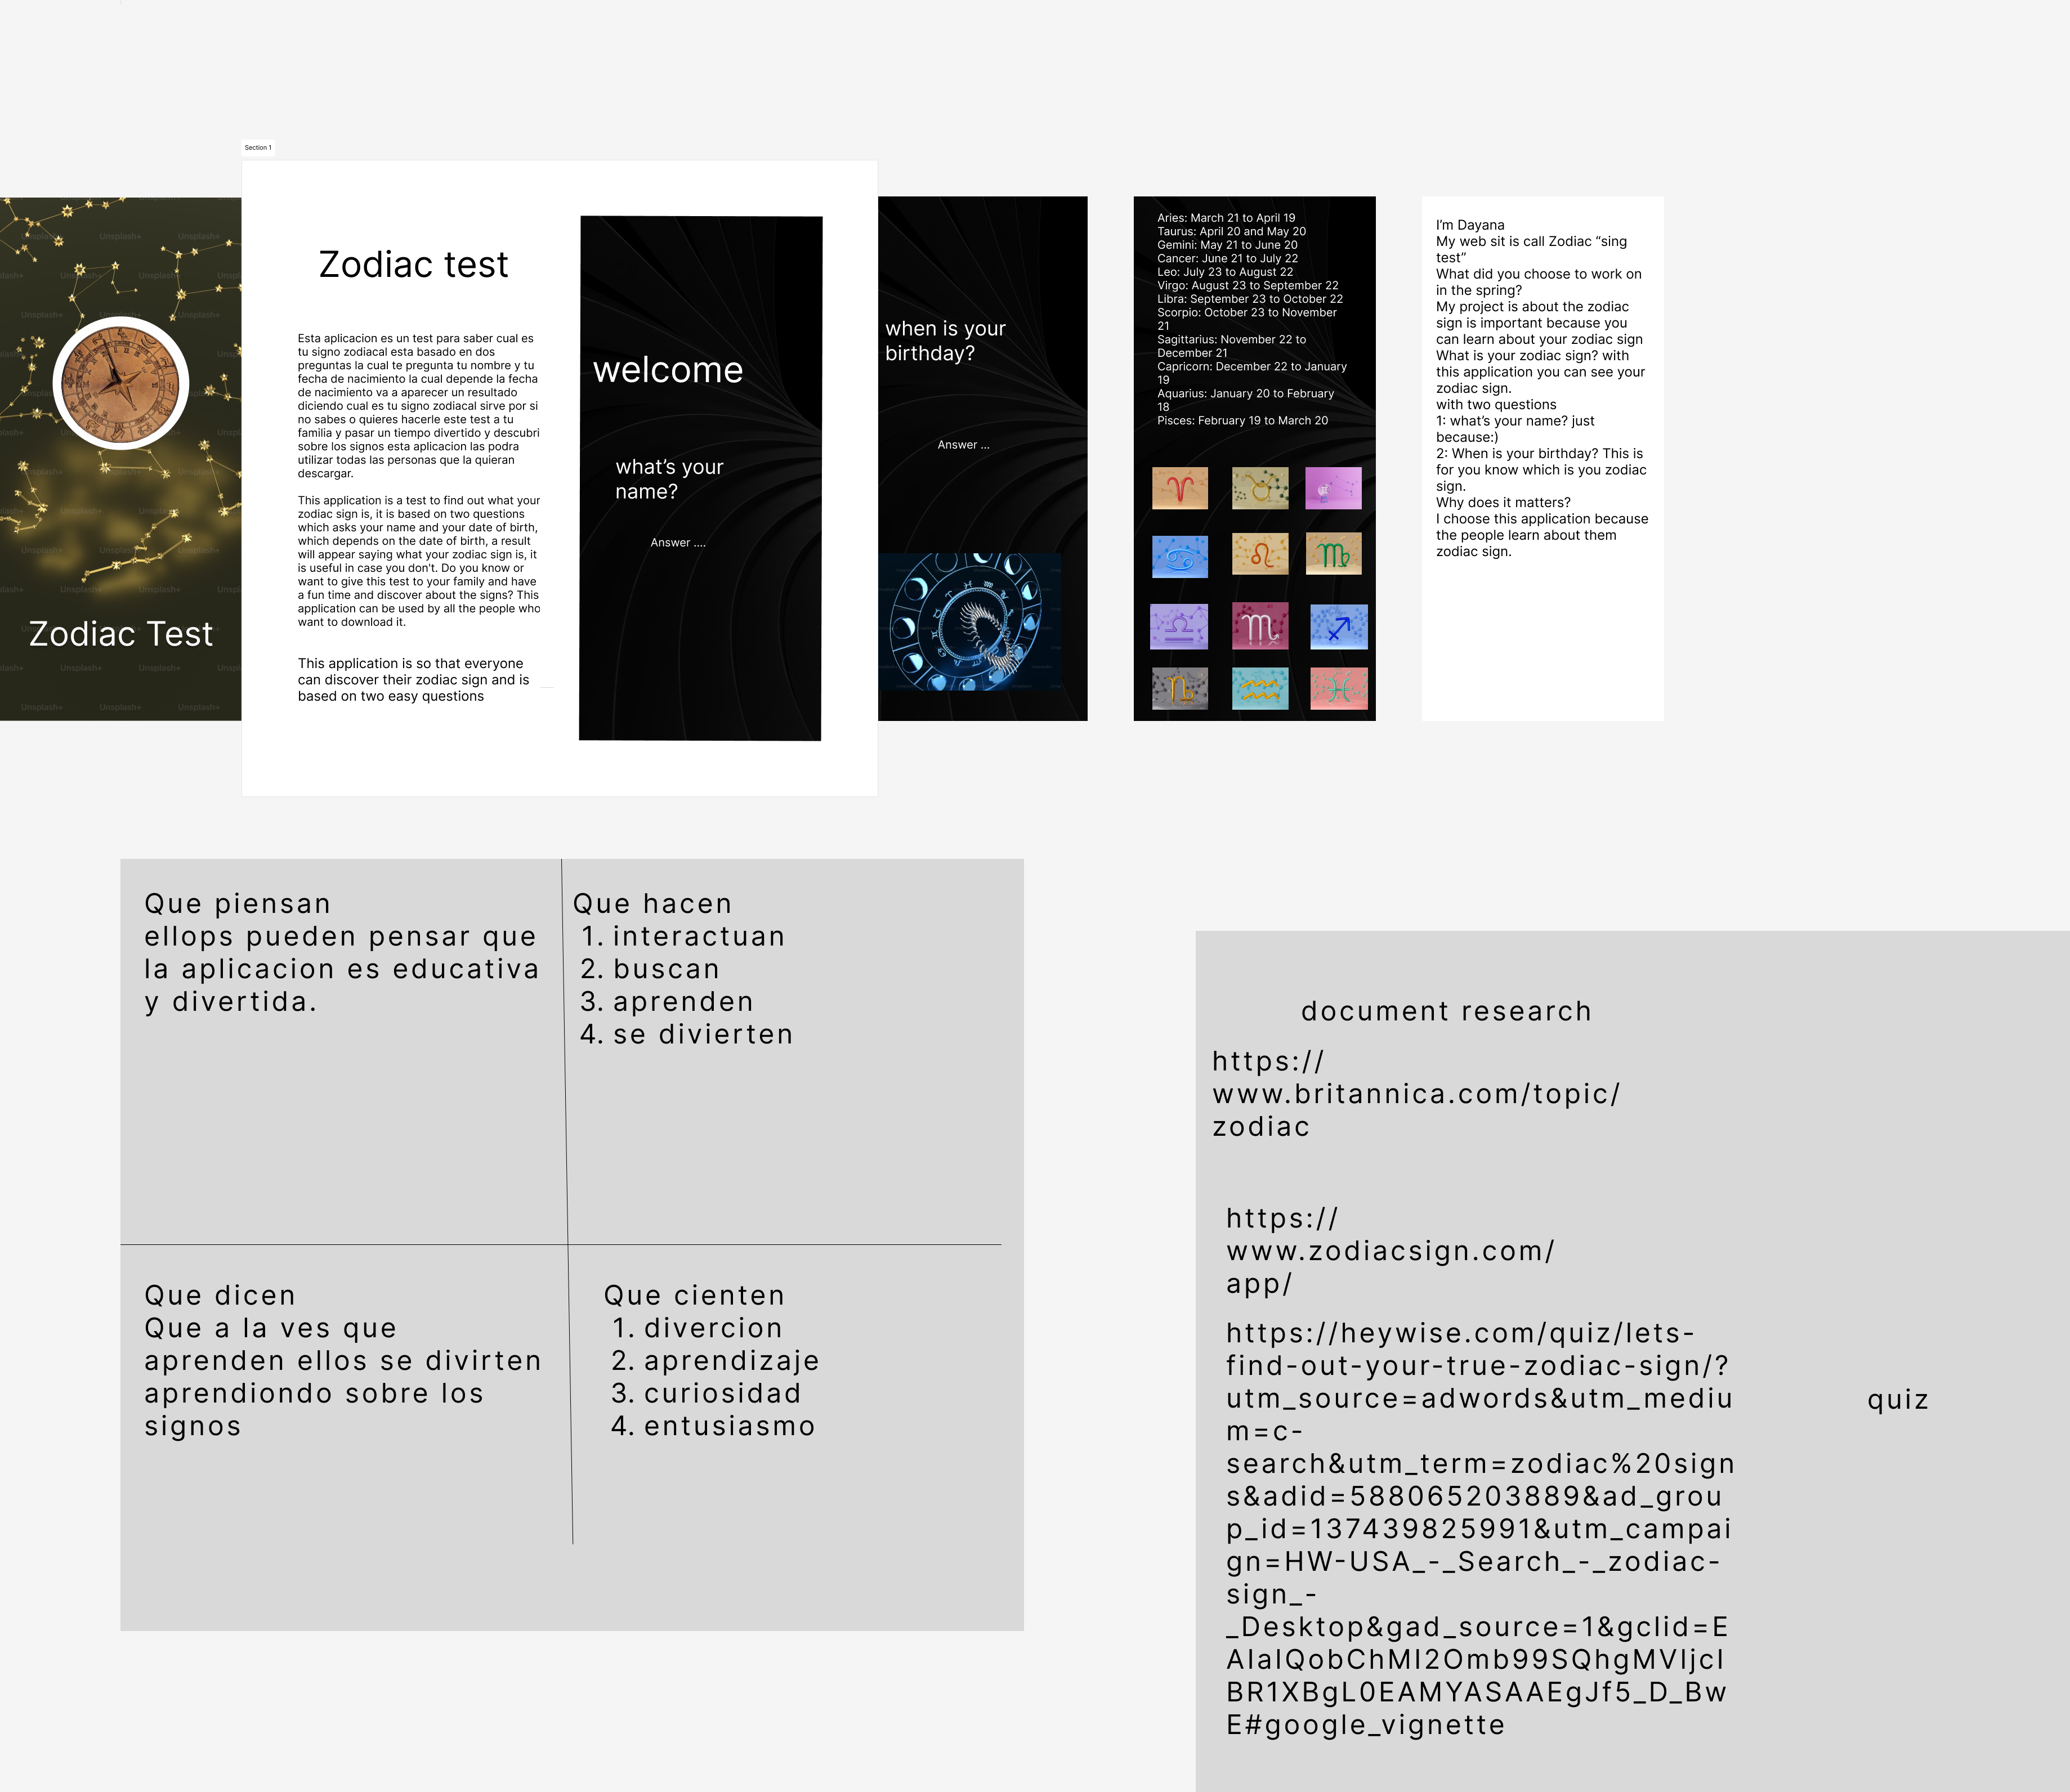 Section 1
Unsplash+ Unsplash+ Unsplash+
Zodiac Test
Zodiac test
Esta aplicacion es un test para saber cual es
tu signo zodiacal esta basado en dos
preguntas la cual te pregunta tu nombre y tu
fecha de nacimiento la cual depende la fecha
de nacimiento va a aparecer un resultado
diciendo cual es tu signo zodiacal sirve por si
no sabes o quieres hacerle este test a tu
familia y pasar un tiempo divertido y descubri
sobre los signos esta aplicacion las podra
utilizar todas las personas que la quieran
descargar.
This application is a test to find out what your
zodiac sign is, it is based on two questions
which asks your name and your date of birth,
which depends on the date of birth, a result
will appear saying what your zodiac sign is, it
is useful in case you don't. Do you know or
want to give this test to your family and have
a fun time and discover about the signs? This
application can be used by all the people who
want to download it.
This application is so that everyone
can discover their zodiac sign and is
based on two easy questions
welcome
what's your
name?
Answer ....
when is your
birthday?
Answer ...
Aries: March 21 to April 19
Taurus: April 20 and May 20
Gemini: May 21 to June 20
Cancer: June 21 to July 22
Leo: July 23 to August 22
Virgo: August 23 to September 22
Libra: September 23 to October 22
Scorpio: October 23 to November
21
Sagittarius: November 22 to
December 21
Capricorn: December 22 to January
19
Aquarius: January 20 to February
18
Pisces: February 19 to March 20
I'm Dayana
My web sit is call Zodiac “sing
test”
What did you choose to work on
in the spring?
My project is about the zodiac
sign is important because you
can learn about your zodiac sign
What is your zodiac sign? with
this application you can see your
zodiac sign.
with two questions
1: what's your name? just
because:)
2: When is your birthday? This is
for you know which is you zodiac
sign.
Why does it matters?
I choose this application because
the people learn about them
zodiac sign.
Que piensan
ellops pueden pensar que
la aplicacion es educativa
y divertida.
Que hacen
1. interactuan
2. buscan
3. aprenden
4. se divierten
Que dicen
Que a la ves que
aprenden ellos se divirten
aprendiondo sobre los
signos
Que cienten
1. divercion
2. aprendizaje
3. curiosidad
4. entusiasmo
document research
https://
www.britannica.com/topic/
zodiac
https://
www.zodiacsign.com/
app/
https://heywise.com/quiz/lets-
find-out-your-true-zodiac-sign/?
utm_source=adwords&utm_mediu
m=c-
search&utm_term=zodiac%20sign
s&adid=588065203889&ad_grou
p_id=137439825991&utm_campai
gn=HW-USA_-_Search_-_zodiac-
sign_-
_Desktop&gad_source=1&gclid=E
AIaIQobChMI2Omb99SQhgMVIjcI
BR1XBgL0EAMYASAAEgJf5_D_Bw
E#google_vignette
quiz